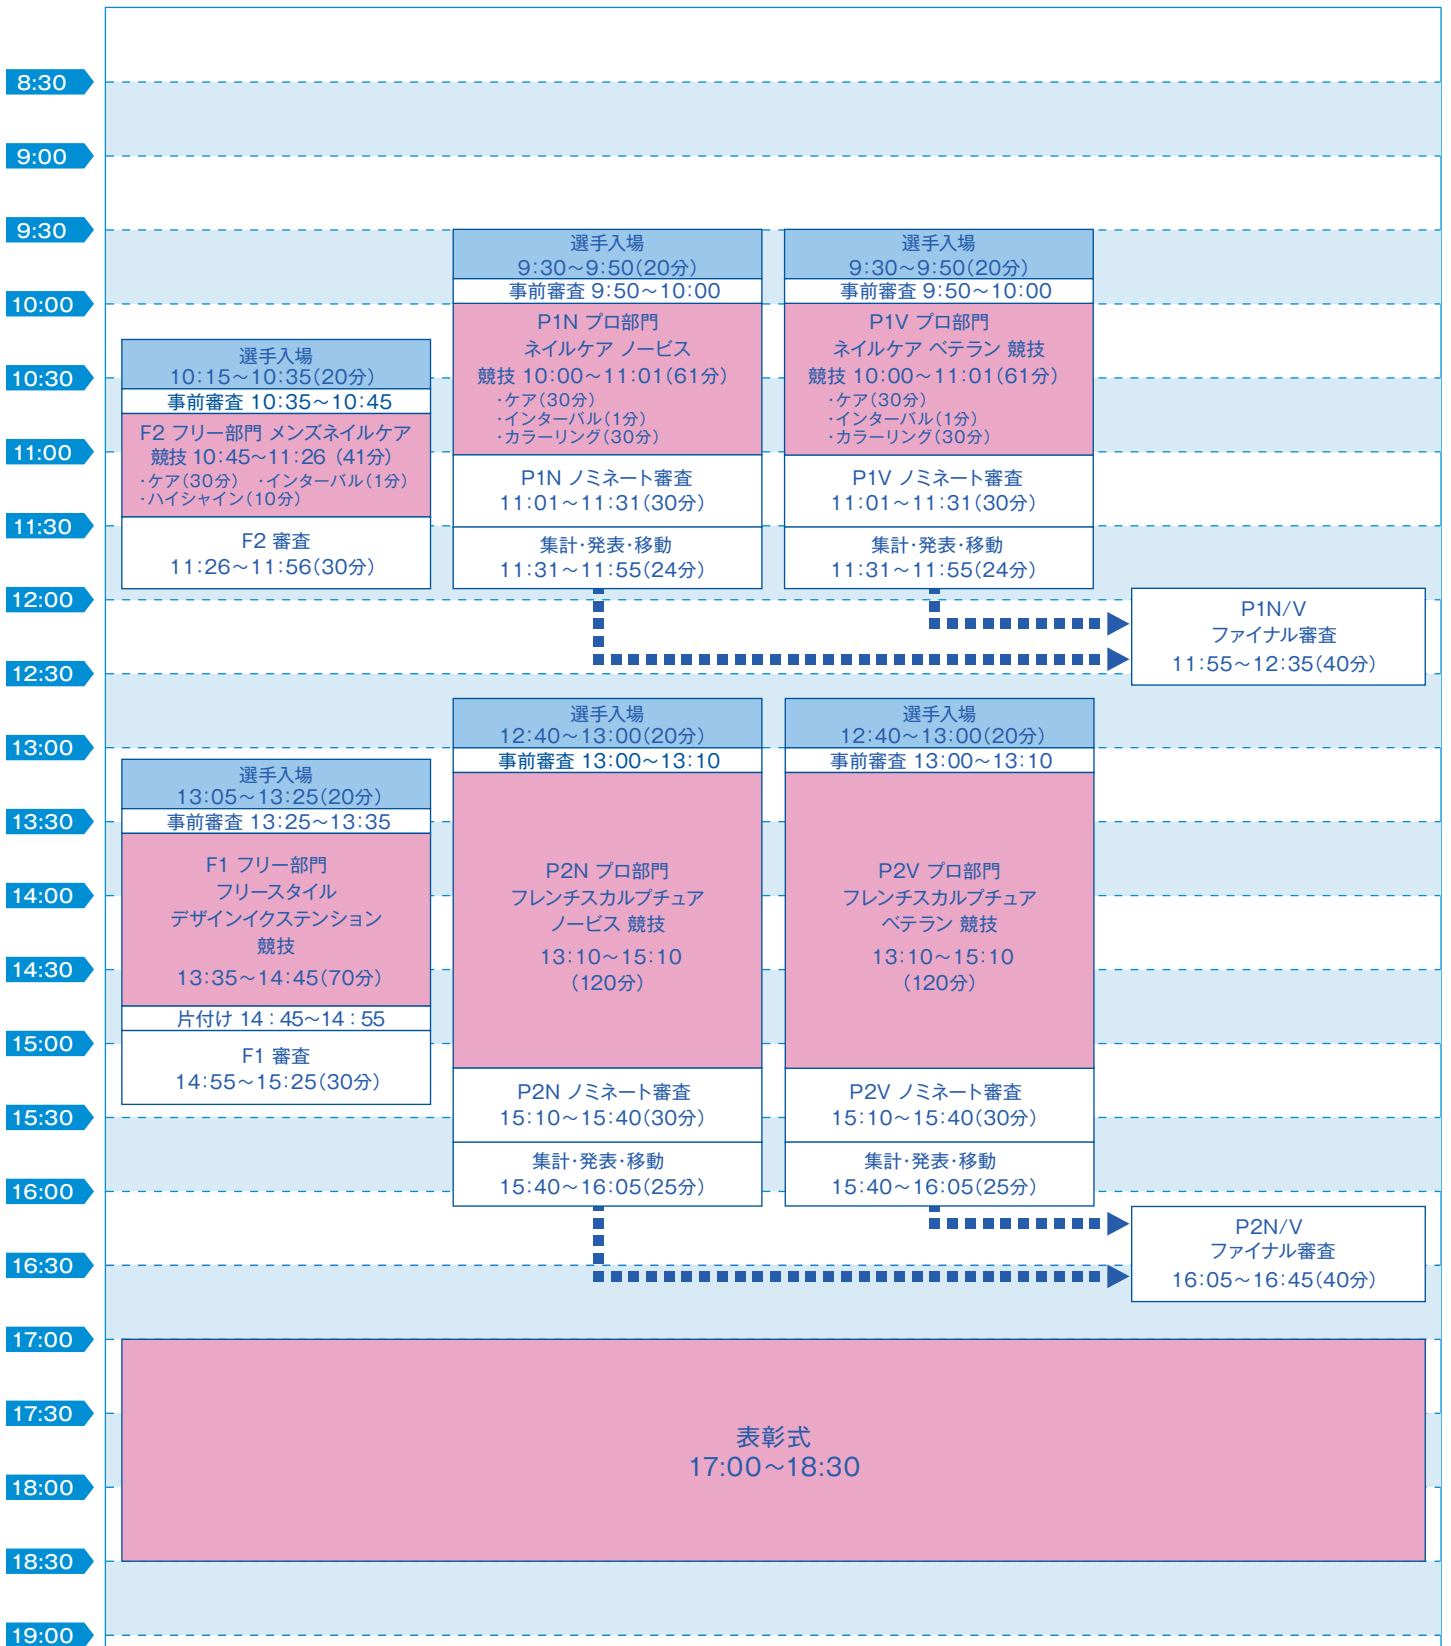 8:30
9:00
9:30
10:00
10:30
11:00
11:30
12:00
12:30
13:00
13:30
14:00
14:30
15:00
15:30
16:00
16:30
17:00
17:30
18:00
18:30
19:00
選手入場
10:15～10:35(20分)
事前審査 10:35～10:45
F2 フリー部門 メンズネイルケア
競技 10:45～11:26 (41分)
・ケア(30分) ・インターバル(1分)
・ハイシャイン(10分)
F2 審査
11:26～11:56(30分)
選手入場
9:30～9:50(20分)
事前審査 9:50～10:00
P1N プロ部門
ネイルケア ノービス
競技 10:00～11:01(61分)
・ケア(30分)
・インターバル(1分)
・カラーリング(30分)
P1N ノミネート審査
11:01～11:31(30分)
集計・発表・移動
11:31～11:55(24分)
選手入場
9:30～9:50(20分)
事前審査 9:50～10:00
P1V プロ部門
ネイルケア ベテラン 競技
競技 10:00～11:01(61分)
・ケア(30分)
・インターバル(1分)
・カラーリング(30分)
P1V ノミネート審査
11:01～11:31(30分)
集計・発表・移動
11:31～11:55(24分)
P1N/V
ファイナル審査
11:55～12:35(40分)
選手入場
13:05～13:25(20分)
事前審査 13:25～13:35
F1 フリー部門
フリースタイル
デザインイクステンション
競技
13:35～14:45(70分)
片付け 14：45～14：55
F1 審査
14:55～15:25(30分)
選手入場
12:40～13:00(20分)
事前審査 13:00～13:10
P2N プロ部門
フレンチスカルプチュア
ノービス 競技
13:10～15:10
(120分)
P2N ノミネート審査
15:10～15:40(30分)
集計・発表・移動
15:40～16:05(25分)
選手入場
12:40～13:00(20分)
事前審査 13:00～13:10
P2V プロ部門
フレンチスカルプチュア
ベテラン 競技
13:10～15:10
(120分)
P2V ノミネート審査
15:10～15:40(30分)
集計・発表・移動
15:40～16:05(25分)
P2N/V
ファイナル審査
16:05～16:45(40分)
表彰式
17:00～18:30